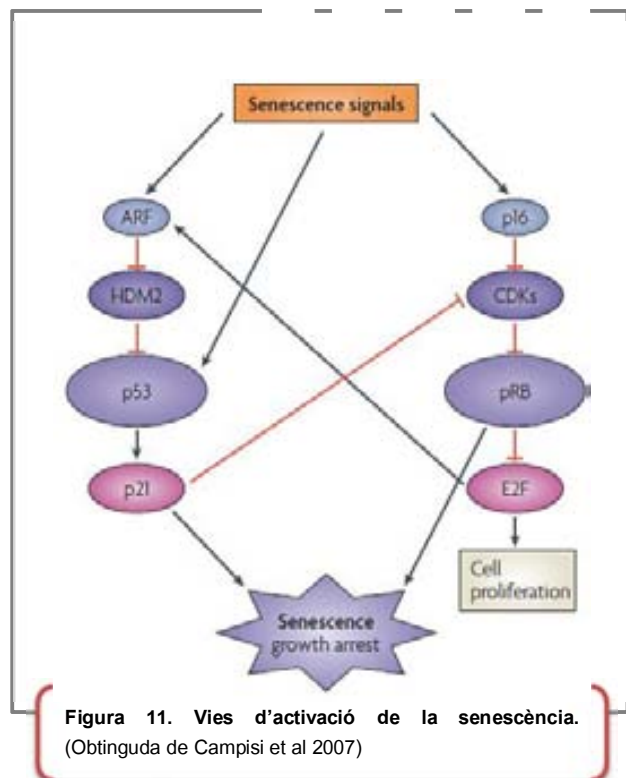 Senescence signals
ARF
p16
HDM2
CDKs
p53
pRB
p21
E2F
Cell
proliferation
Senescence
growth arrest
Figura 11. Vies d’activació de la senescència.
(Obtinguda de Campisi et al 2007)